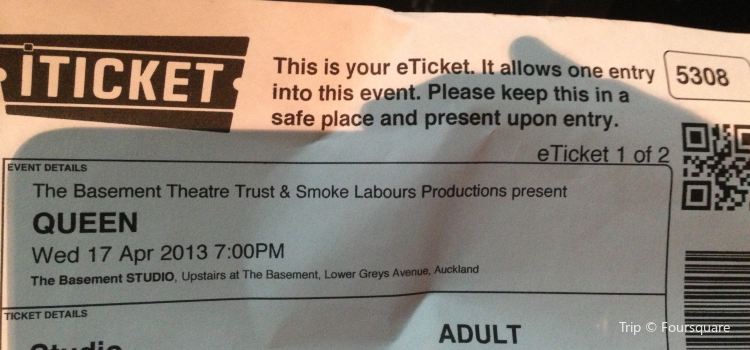 iTICKET
This is your eTicket. It allows one entry
into this event. Please keep this in a
safe place and present upon entry.
5308
eTicket 1 of 2
EVENT DETAILS
The Basement Theatre Trust & Smoke Labours Productions present
QUEEN
Wed 17 Apr 2013 7:00PM
The Basement STUDIO, Upstairs at The Basement, Lower Greys Avenue, Auckland
TICKET DETAILS
Studio
ADULT
Trip © Foursquare